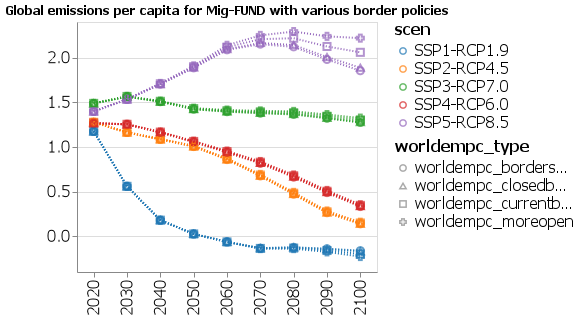 Global emissions per capita for Mig-FUND with various border policies
scen
SSP1-RCP1.9
SSP2-RCP4.5
SSP3-RCP7.0
SSP4-RCP6.0
SSP5-RCP8.5
worldempc_type
worldempc_borders...
worldempc_closedb...
worldempc_currentb...
worldempc_moreopen
2.0
1.5
1.0
0.5
0.0
2020
2030
2040
2050
2060
2070
2080
2090
2100